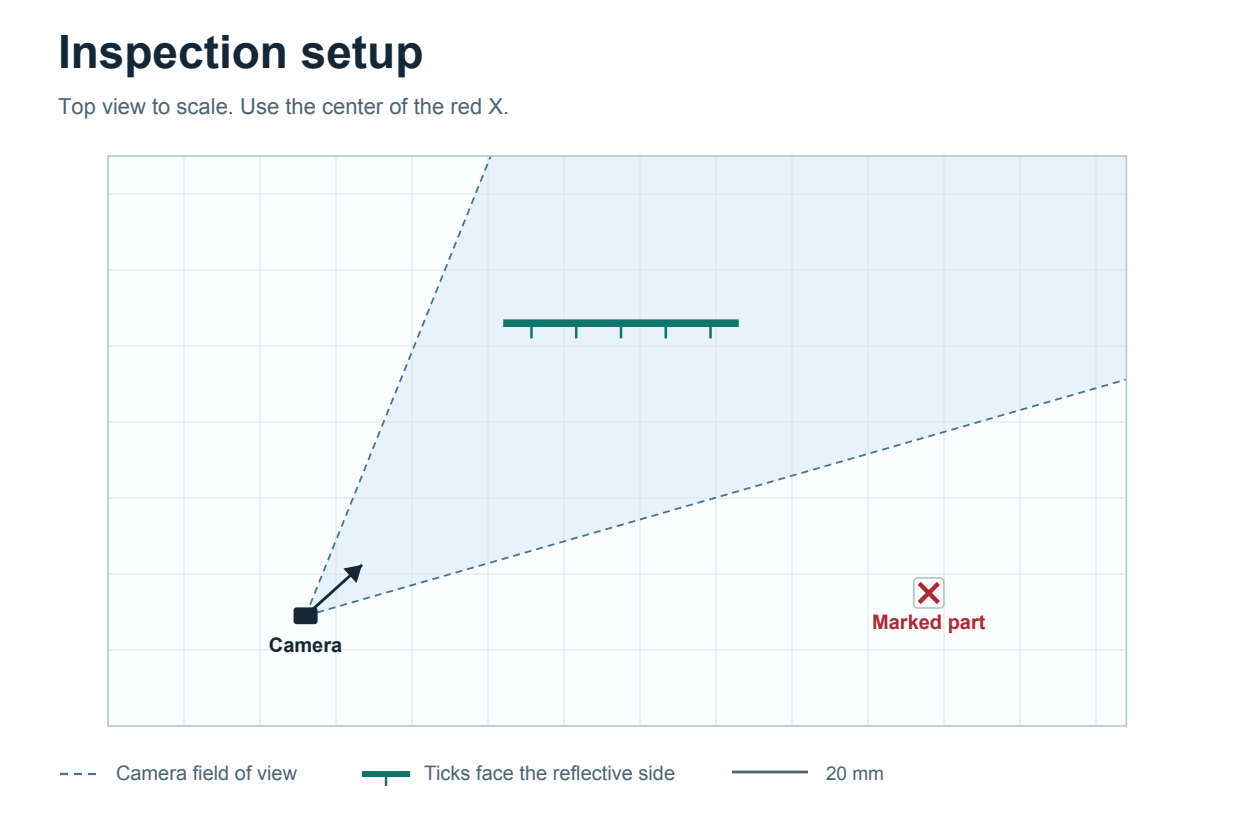 Inspection setup
Top view to scale. Use the center of the red X.
Camera
Marked part
Camera field of view
Ticks face the reflective side
20 mm